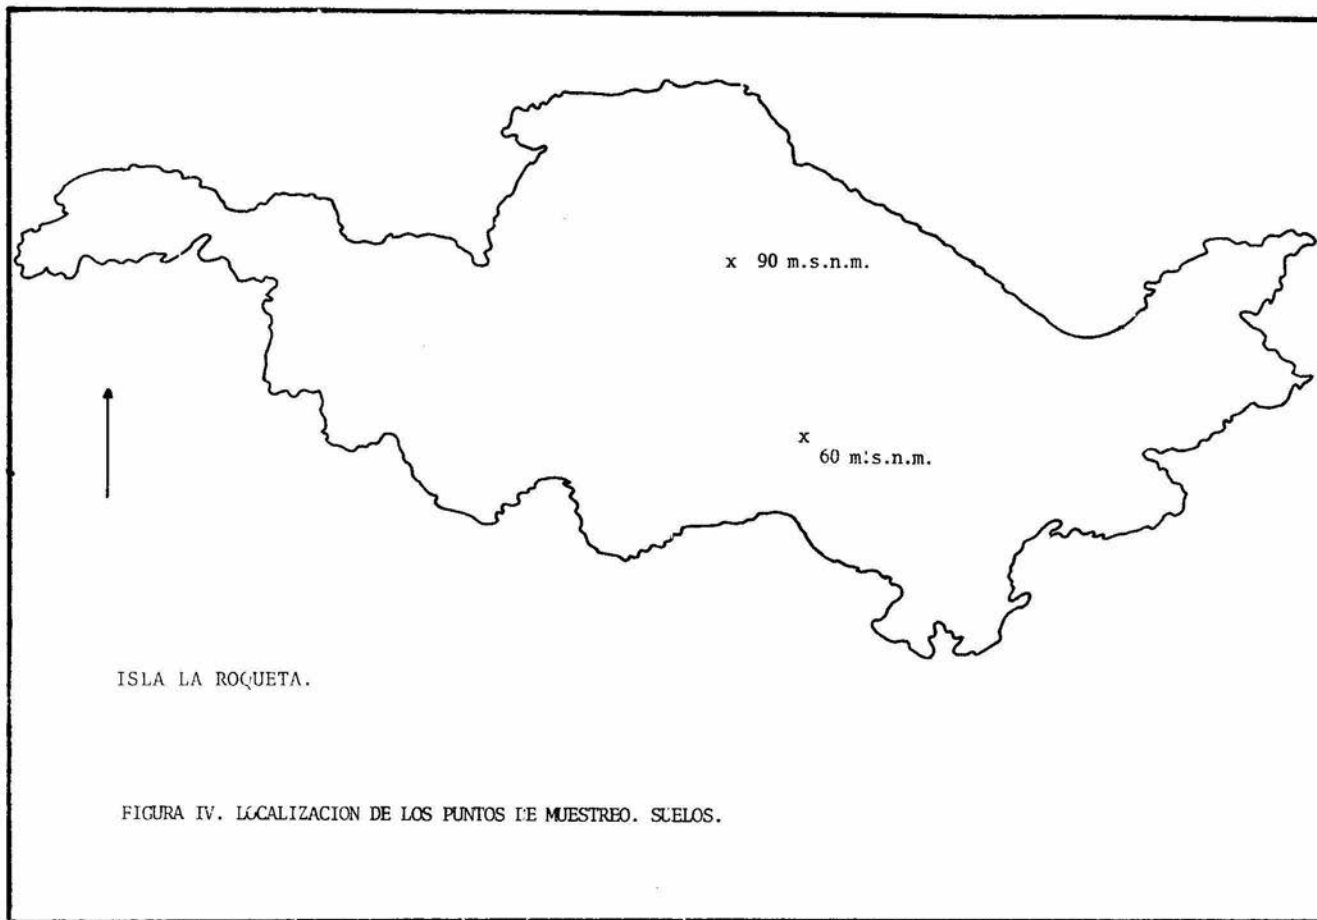 x 90 m.s.n.m.
x
60 m.s.n.m.
ISLA LA ROQUETA.
FIGURA IV. LOCALIZACION DE LOS PUNTOS DE MUESTREO. SUELOS.